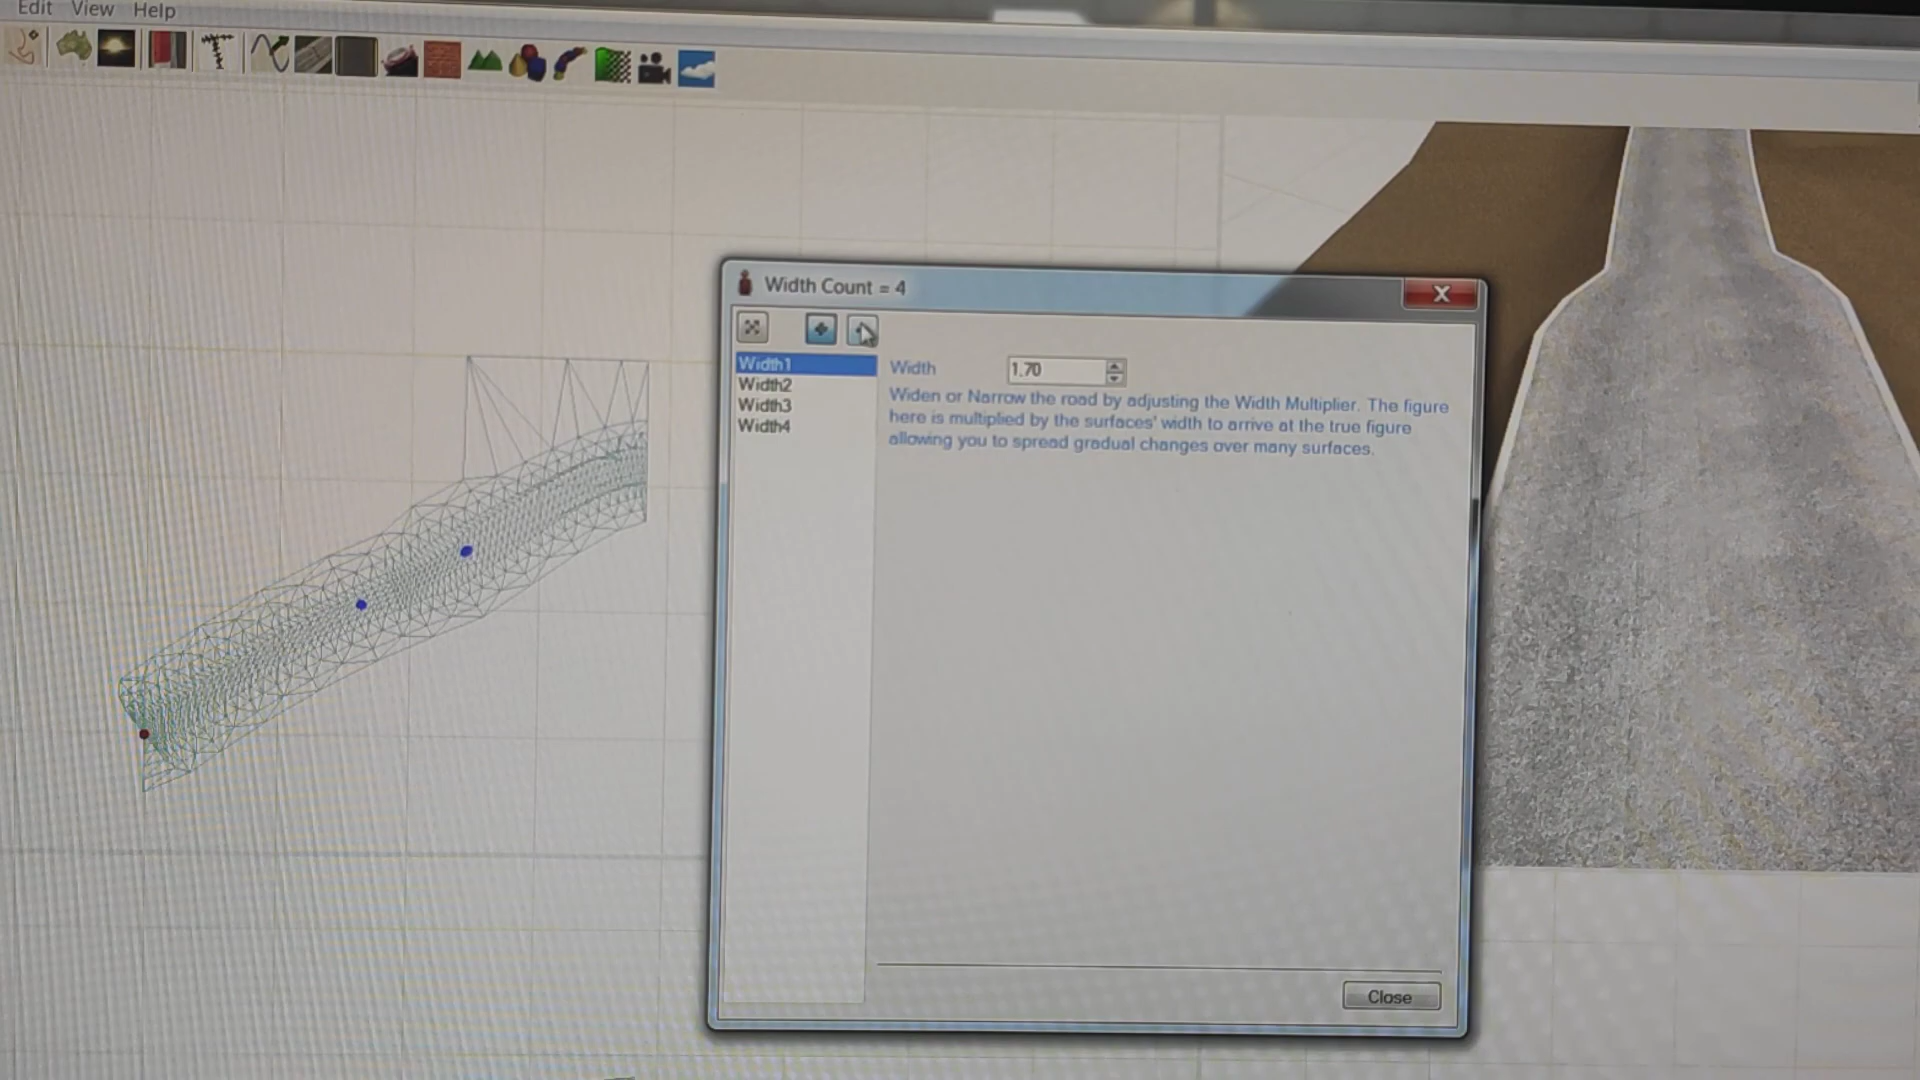 Edit View Help
Width Count = 4
Width1
Width2
Width3
Width4
Width 1.70
Widen or Narrow the road by adjusting the Width Multiplier. The figure
here is multiplied by the surfaces' width to arrive at the true figure
allowing you to spread gradual changes over many surfaces.
Close